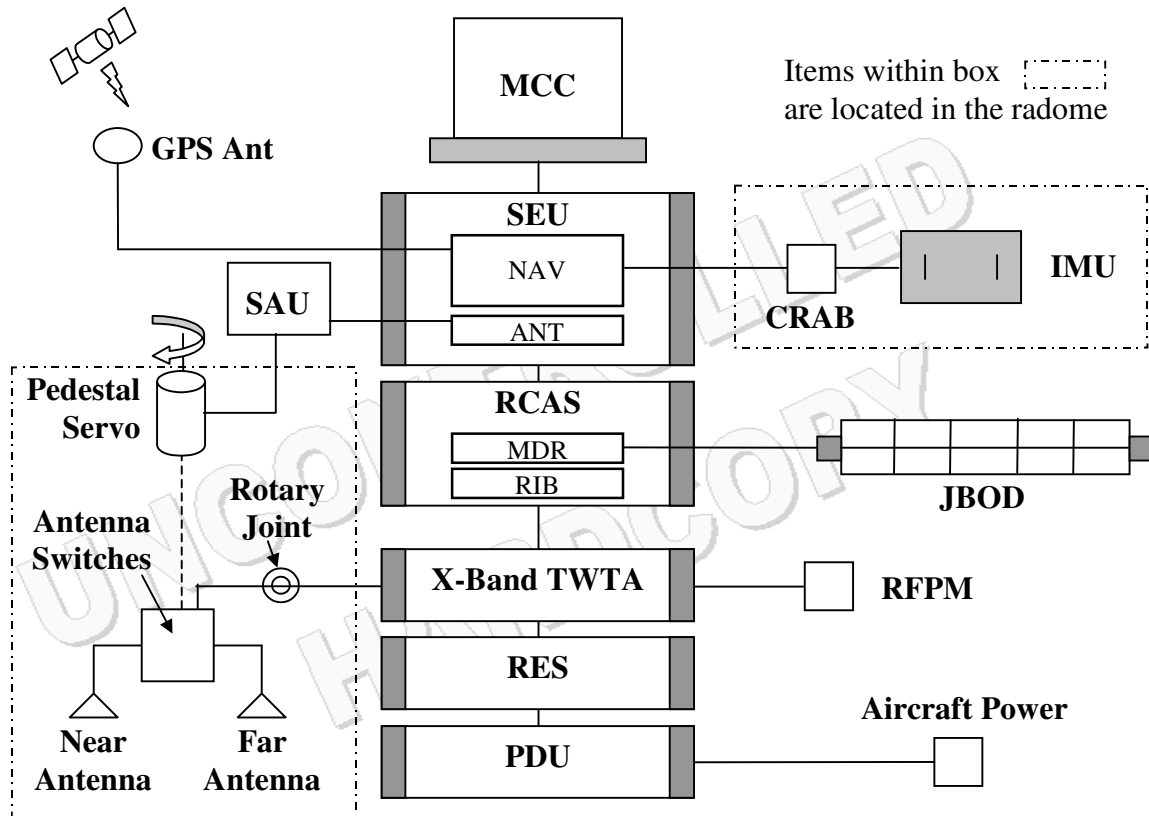 MCC
Items within box
are located in the radome
GPS Ant
SEU
NAV
ANT
SAU
CRAB
IMU
Pedestal
Servo
RCAS
MDR
RIB
JBOD
Rotary
Joint
Antenna
Switches
X-Band TWTA
RFPM
RES
Near
Antenna
Far
Antenna
PDU
Aircraft Power
UNCONTROLLED
HARDCOPY